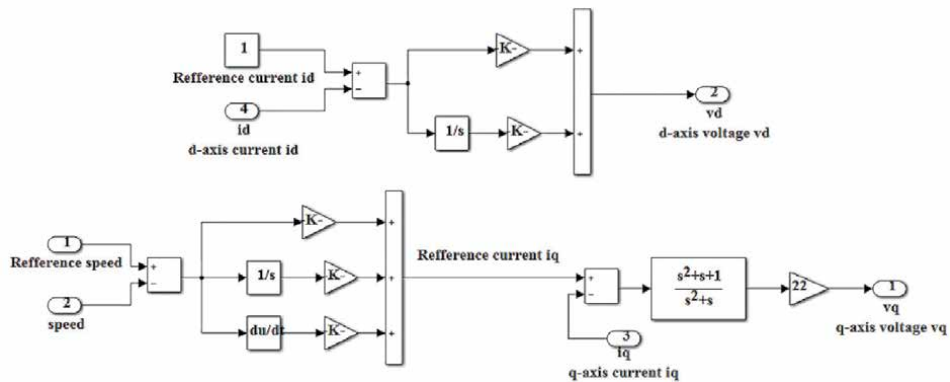 1
Refference current id
4
id
d-axis current id
+
−
K-
1/s
K-
+
+
2
vd
d-axis voltage vd
1
Refference speed
2
speed
+
−
K-
1/s
K-
du/dt
K-
+
+
+
Refference current iq
+
−
3
iq
q-axis current iq
s²+s+1
s²+s
22
1
vq
q-axis voltage vq